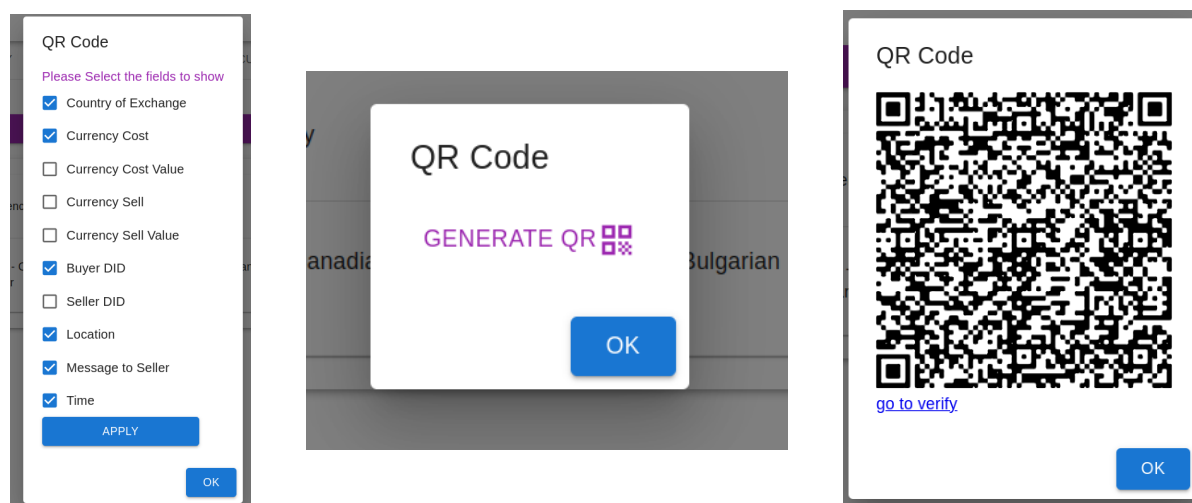 QR Code
Please Select the fields to show
Country of Exchange
Currency Cost
Currency Cost Value
Currency Sell
Currency Sell Value
Buyer DID
Seller DID
Location
Message to Seller
Time
APPLY
OK
QR Code
GENERATE QR
anadia
Bulgarian
OK
QR Code
go to verify
OK